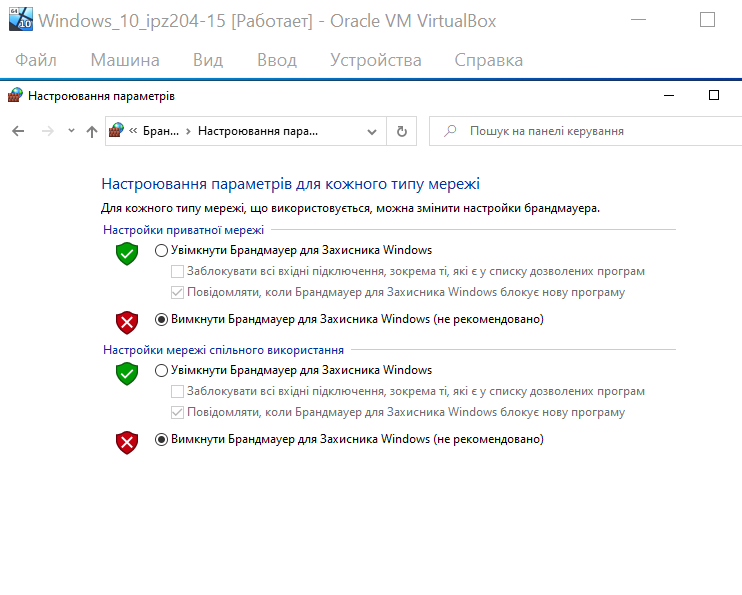 Windows_10_ipz204-15 [Работает] - Oracle VM VirtualBox
Файл Машина Вид Ввод Устройства Справка
Настроювання параметрів
« Бран... › Настроювання пара... Пошук на панелі керування
Настроювання параметрів для кожного типу мережі
Для кожного типу мережі, що використовується, можна змінити настройки брандмауера.
Настройки приватної мережі
Увімкнути Брандмауер для Захисника Windows
Заблокувати всі вхідні підключення, зокрема ті, які є у списку дозволених програм
Повідомляти, коли Брандмауер для Захисника Windows блокує нову програму
Вимкнути Брандмауер для Захисника Windows (не рекомендовано)
Настройки мережі спільного використання
Увімкнути Брандмауер для Захисника Windows
Заблокувати всі вхідні підключення, зокрема ті, які є у списку дозволених програм
Повідомляти, коли Брандмауер для Захисника Windows блокує нову програму
Вимкнути Брандмауер для Захисника Windows (не рекомендовано)